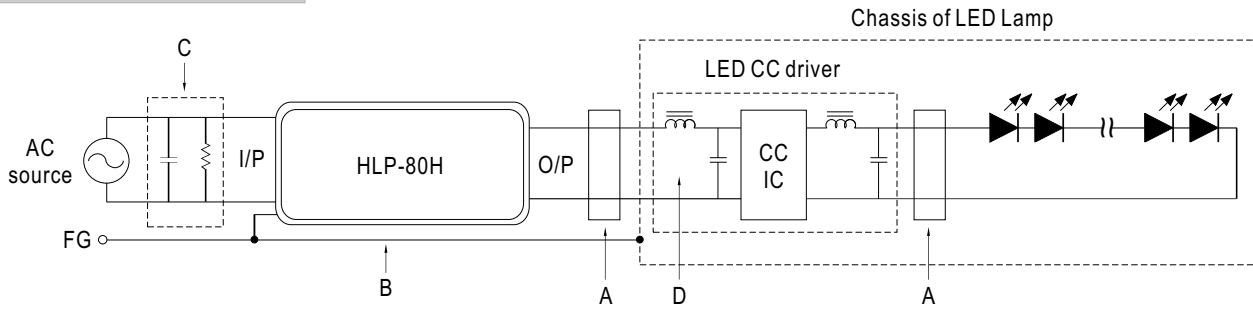 Chassis of LED Lamp
C
LED CC driver
AC
source
I/P
HLP-80H
O/P
CC
IC
FG
B
A
D
A